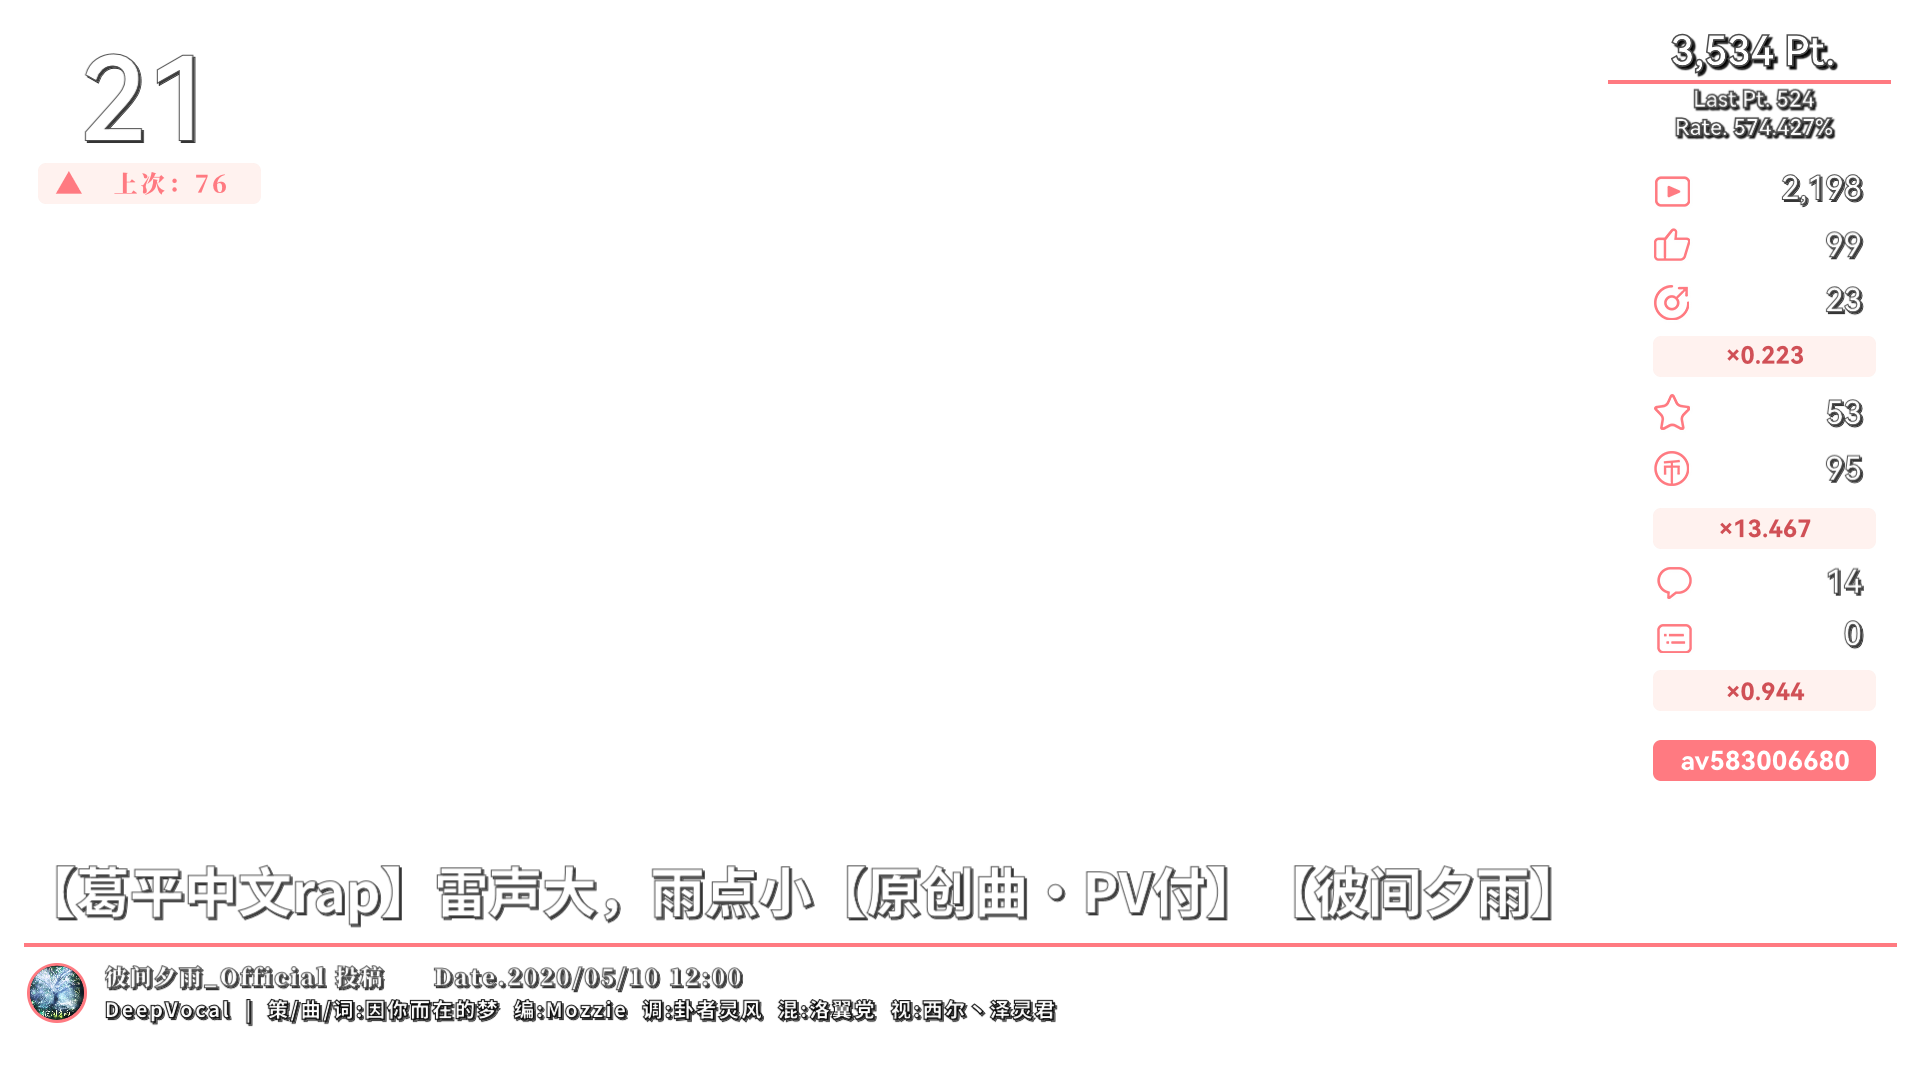 21
上次: 76
3,534 Pt.
Last Pt. 524
Rate. 574.427%
2,198
99
23
×0.223
53
95
币
×13.467
14
0
×0.944
av583006680
【葛平中文rap】雷声大，雨点小【原创曲·PV付】 【彼间夕雨】
彼间夕雨_Official 投稿 Date.2020/05/10 12:00
DeepVocal | 策/曲/词:因你而在的梦 编:Mozzie 调:卦者灵风 混:洛翼党 视:西尔丶泽灵君